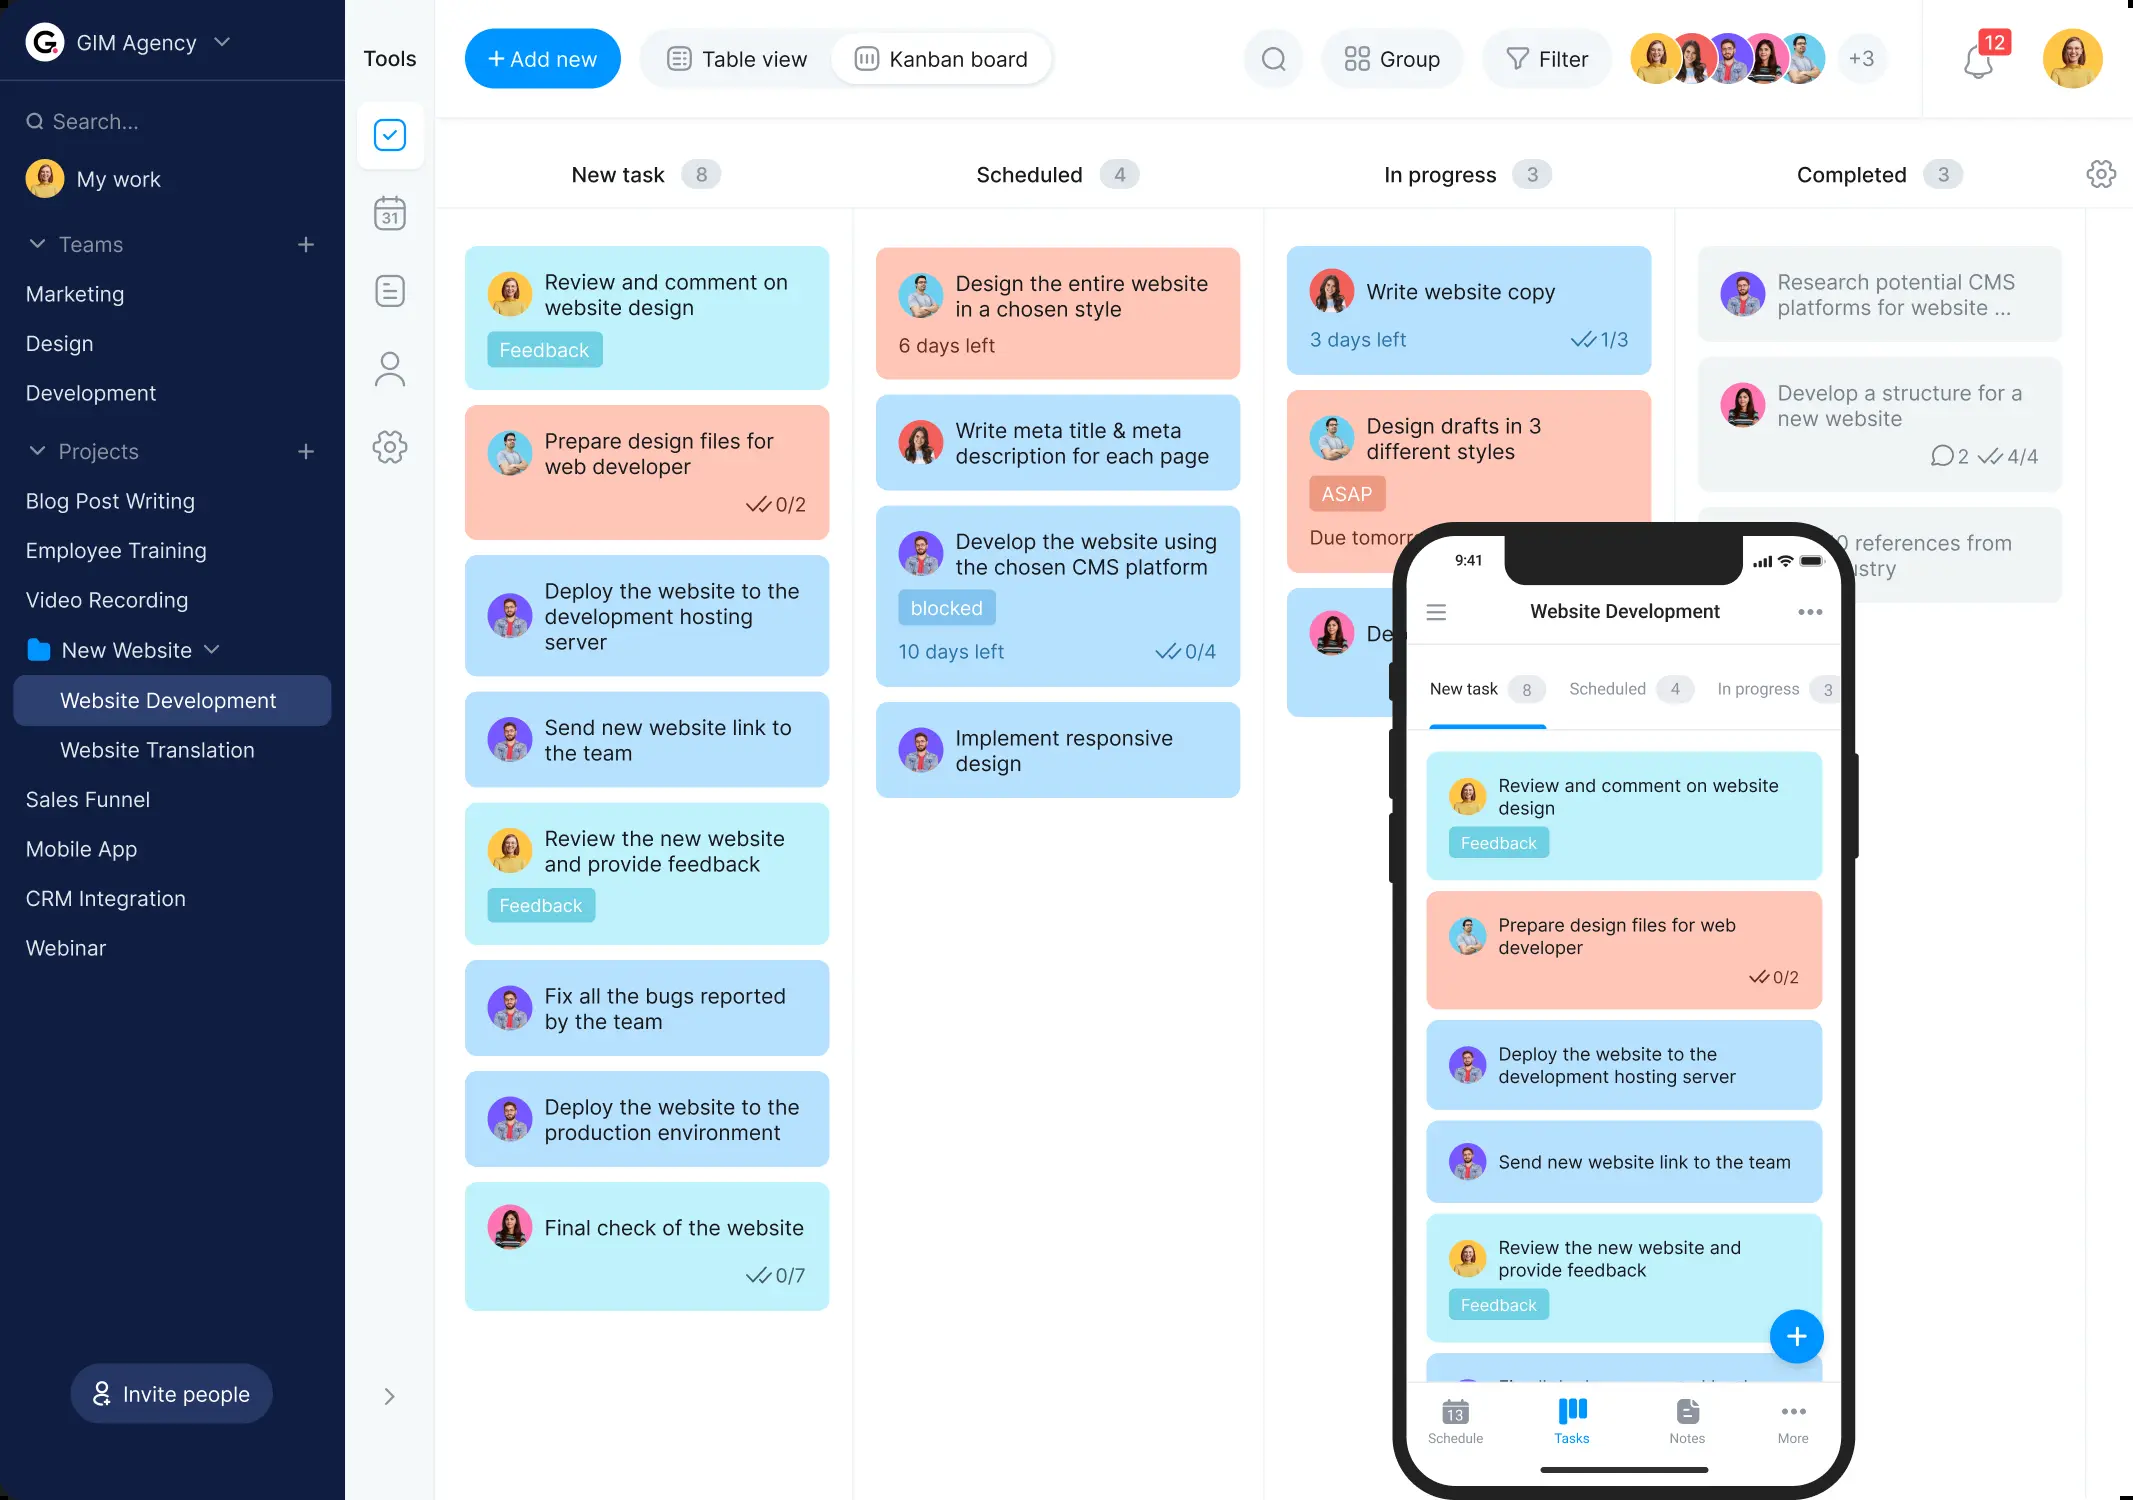 GIM Agency
Search...
My work
Teams
Marketing
Design
Development
Projects
Blog Post Writing
Employee Training
Video Recording
New Website
Website Development
Website Translation
Sales Funnel
Mobile App
CRM Integration
Webinar
Invite people
Tools
31
+ Add new
Table view
Kanban board
Group
Filter
+3
12
New task 8
Review and comment on
website design
Feedback
Prepare design files for
web developer
0/2
Deploy the website to the
development hosting
server
Send new website link to
the team
Review the new website
and provide feedback
Feedback
Fix all the bugs reported
by the team
Deploy the website to the
production environment
Final check of the website
0/7
Scheduled 4
Design the entire website
in a chosen style
6 days left
Write meta title & meta
description for each page
Develop the website using
the chosen CMS platform
blocked
10 days left 0/4
Implement responsive
design
In progress 3
Write website copy
3 days left 1/3
Design drafts in 3
different styles
ASAP
Due
Completed 3
Research potential CMS
platforms for website ...
Develop a structure for a
new website
2 4/4
references from
9:41
Website Development
New task 8 Scheduled 4 In progress 3
Review and comment on website
design
Feedback
Prepare design files for web
developer
0/2
Deploy the website to the
development hosting server
Send new website link to the team
Review the new website and
provide feedback
Feedback
+
13
Schedule Tasks Notes More